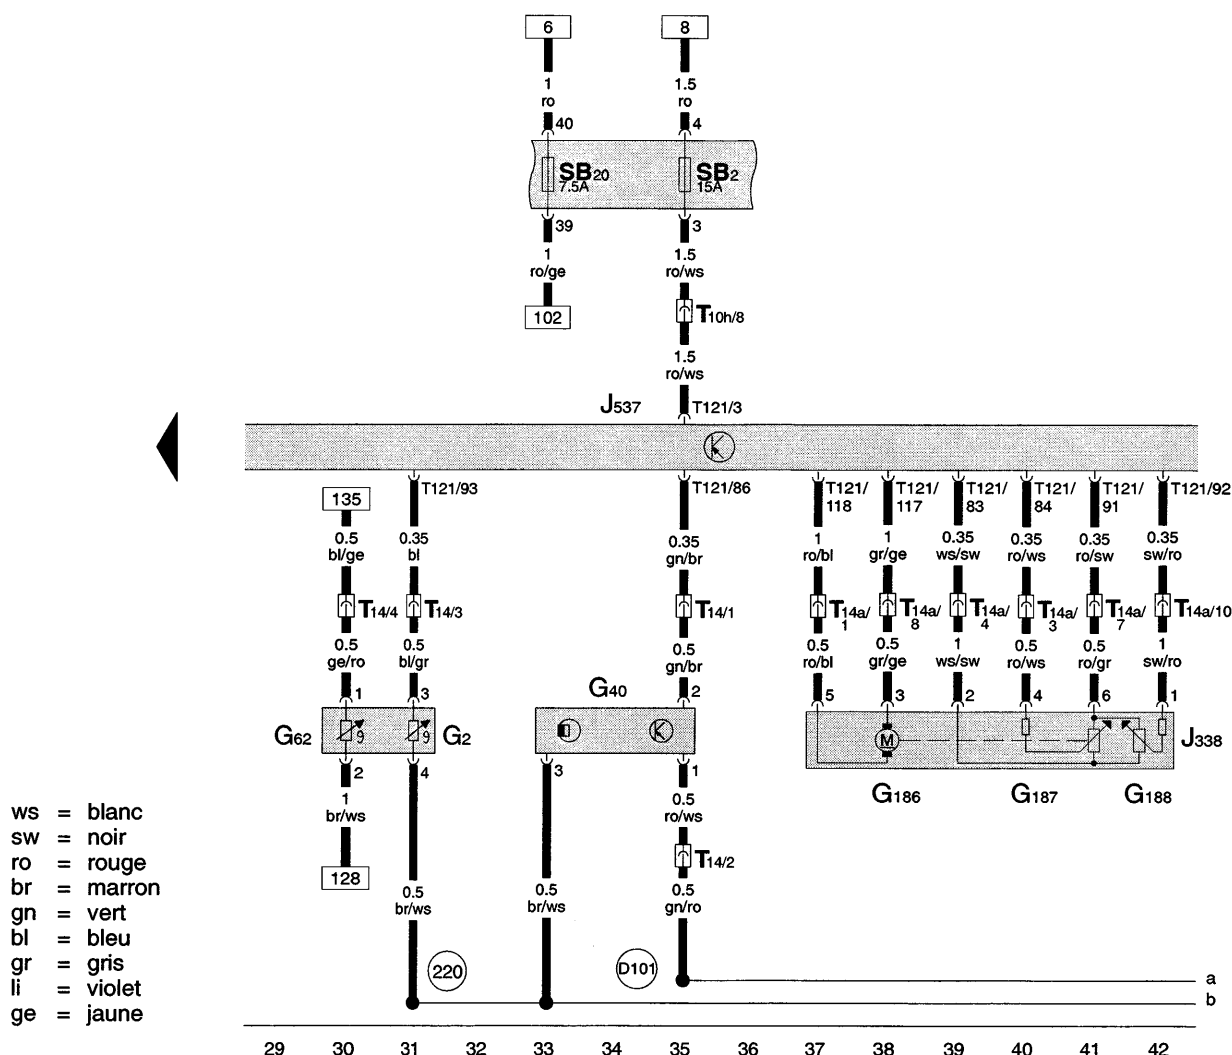 6 8
1 1.5
ro ro
40 4
SB20 SB2
7.5A 15A
39 3
1 1.5
ro/ge ro/ws
102 T10h/8
1.5
ro/ws
J537 T121/3
135 T121/93 T121/86 T121/118 T121/117 T121/83 T121/84 T121/91 T121/92
0.5 0.35 0.35 1 1 0.35 0.35 0.35 0.35
bl/ge bl gn/br ro/bl gr/ge ws/sw ro/ws ro/sw sw/ro
T14/4 T14/3 T14/1 T14a/1 T14a/8 T14a/4 T14a/3 T14a/7 T14a/10
0.5 0.5 0.5 0.5 0.5 1 0.5 0.5 1
ge/ro bl/gr gn/br ro/bl gr/ge ws/sw ro/ws ro/gr sw/ro
1 3 G40 2 5 3 2 4 6 1
G62 ϑ ϑ G2 M J338
2 4 3 1 G186 G187 G188
1 0.5
br/ws ro/ws
T14/2
128
0.5 0.5 0.5
br/ws br/ws gn/ro
220 D101
a
b
ws = blanc
sw = noir
ro = rouge
br = marron
gn = vert
bl = bleu
gr = gris
li = violet
ge = jaune
29 30 31 32 33 34 35 36 37 38 39 40 41 42